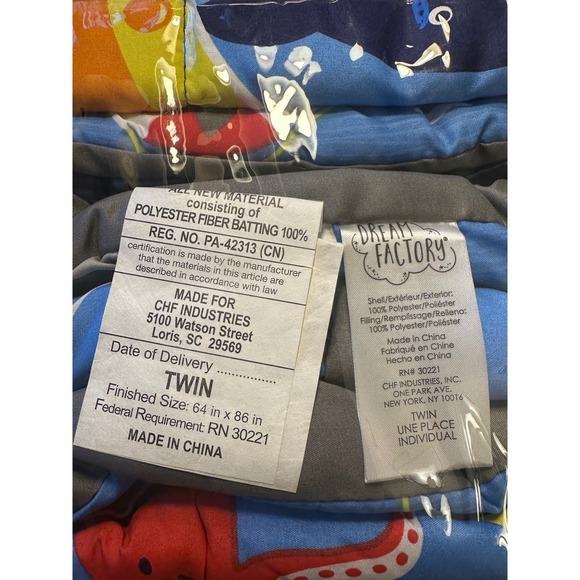 ALL NEW MATERIAL
consisting of
POLYESTER FIBER BATTING 100%
REG. NO. PA-42313 (CN)
certification is made by the manufacturer
that the materials in this article are
described in accordance with law
MADE FOR
CHF INDUSTRIES
5100 Watson Street
Loris, SC 29569
Date of Delivery ................
TWIN
Finished Size: 64 in x 86 in
Federal Requirement: RN 30221
MADE IN CHINA
DREAM
FACTORY
Shell/Extérieur/Exterior:
100% Polyester/Poliéster
Filling/Remplissage/Relleno:
100% Polyester/Poliéster
Made in China
Fabriqué en Chine
Hecho en China
RN# 30221
CHF INDUSTRIES, INC.
ONE PARK AVE.
NEW YORK, NY 10016
TWIN
UNE PLACE
INDIVIDUAL